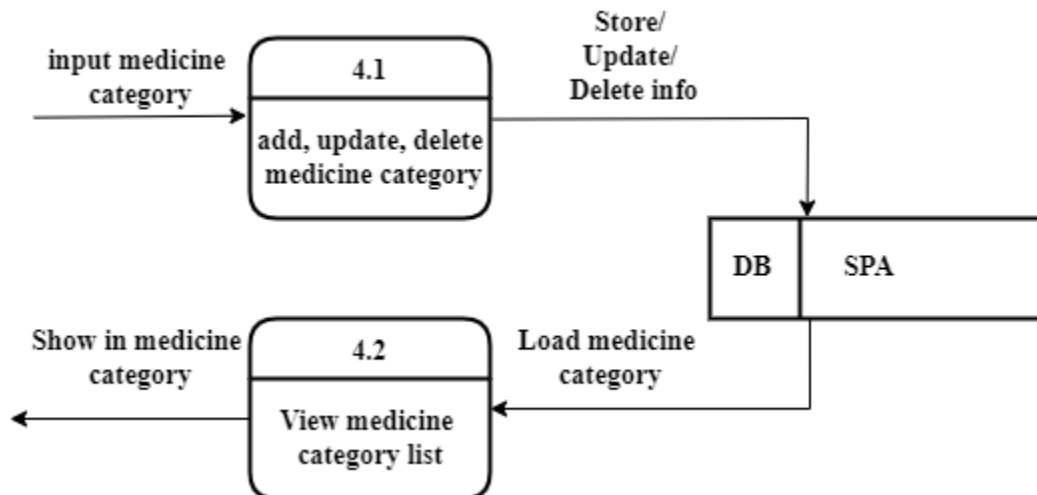 input medicine
category
4.1
add, update, delete
medicine category
Store/
Update/
Delete info
DB
SPA
Show in medicine
category
4.2
View medicine
category list
Load medicine
category